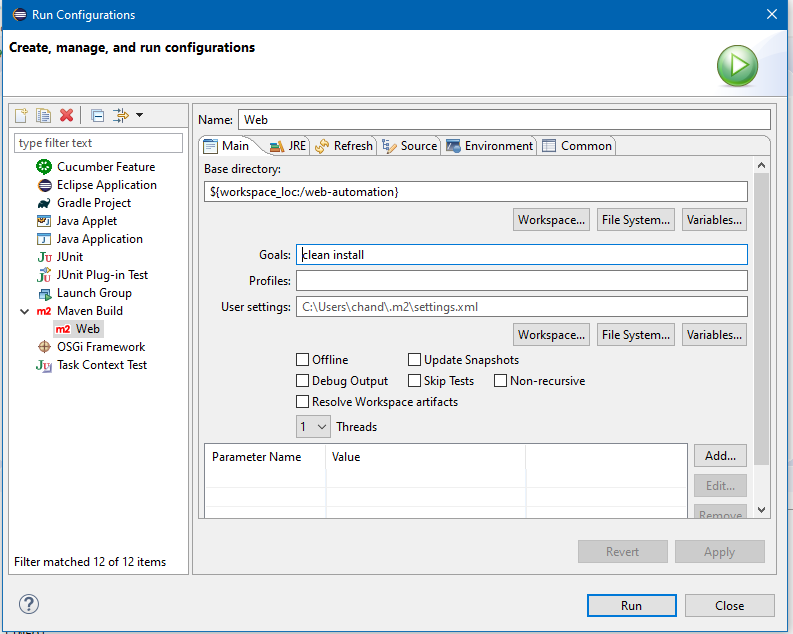 Run Configurations
Create, manage, and run configurations
type filter text
Cucumber Feature
Eclipse Application
Gradle Project
Java Applet
Java Application
Ju JUnit
JUnit Plug-in Test
Launch Group
m2 Maven Build
m2 Web
OSGi Framework
Ju Task Context Test
Filter matched 12 of 12 items
Name: Web
Main JRE Refresh Source Environment Common
Base directory:
${workspace_loc:/web-automation}
Workspace... File System... Variables...
Goals: clean install
Profiles:
User settings: C:\Users\chand\.m2\settings.xml
Workspace... File System... Variables...
Offline Update Snapshots
Debug Output Skip Tests Non-recursive
Resolve Workspace artifacts
1 Threads
Parameter Name Value
Add...
Edit...
Remove
Revert Apply
? Run Close